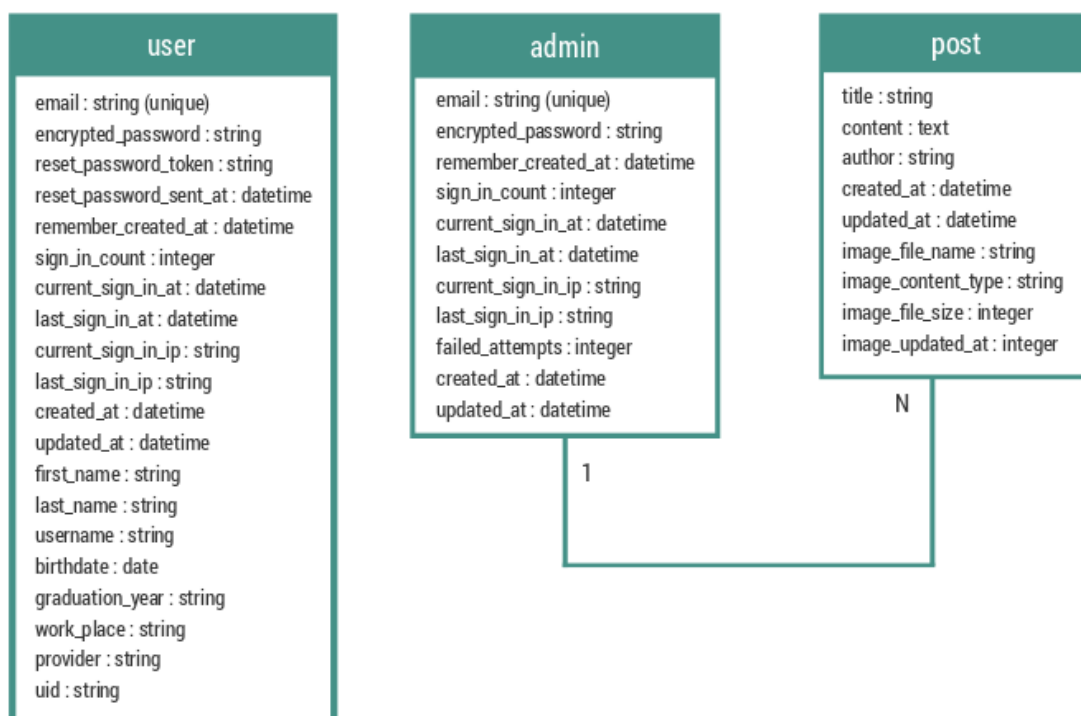 user
email : string (unique)
encrypted_password : string
reset_password_token : string
reset_password_sent_at : datetime
remember_created_at : datetime
sign_in_count : integer
current_sign_in_at : datetime
last_sign_in_at : datetime
current_sign_in_ip : string
last_sign_in_ip : string
created_at : datetime
updated_at : datetime
first_name : string
last_name : string
username : string
birthdate : date
graduation_year : string
work_place : string
provider : string
uid : string
admin
email : string (unique)
encrypted_password : string
remember_created_at : datetime
sign_in_count : integer
current_sign_in_at : datetime
last_sign_in_at : datetime
current_sign_in_ip : string
last_sign_in_ip : string
failed_attempts : integer
created_at : datetime
updated_at : datetime
1
post
title : string
content : text
author : string
created_at : datetime
updated_at : datetime
image_file_name : string
image_content_type : string
image_file_size : integer
image_updated_at : integer
N